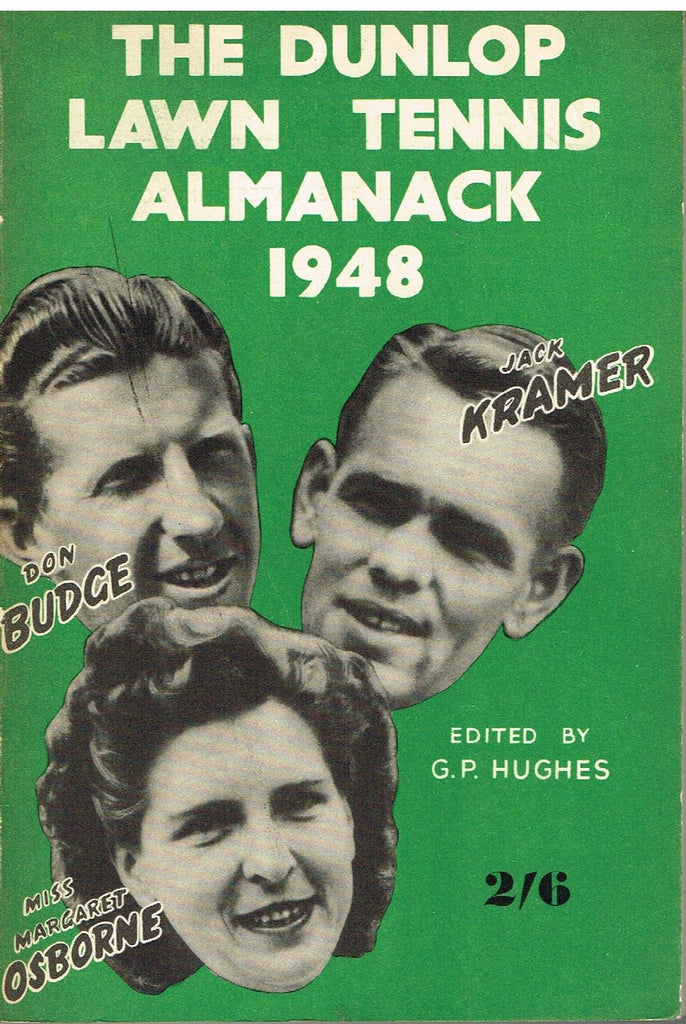 THE DUNLOP
LAWN TENNIS
ALMANACK
1948
JACK
KRAMER
DON
BUDGE
EDITED BY
G.P. HUGHES
2/6
MISS
MARGARET
OSBORNE